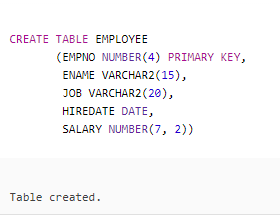 CREATE TABLE EMPLOYEE
(EMPNO NUMBER(4) PRIMARY KEY,
ENAME VARCHAR2(15),
JOB VARCHAR2(20),
HIREDATE DATE,
SALARY NUMBER(7, 2))
Table created.